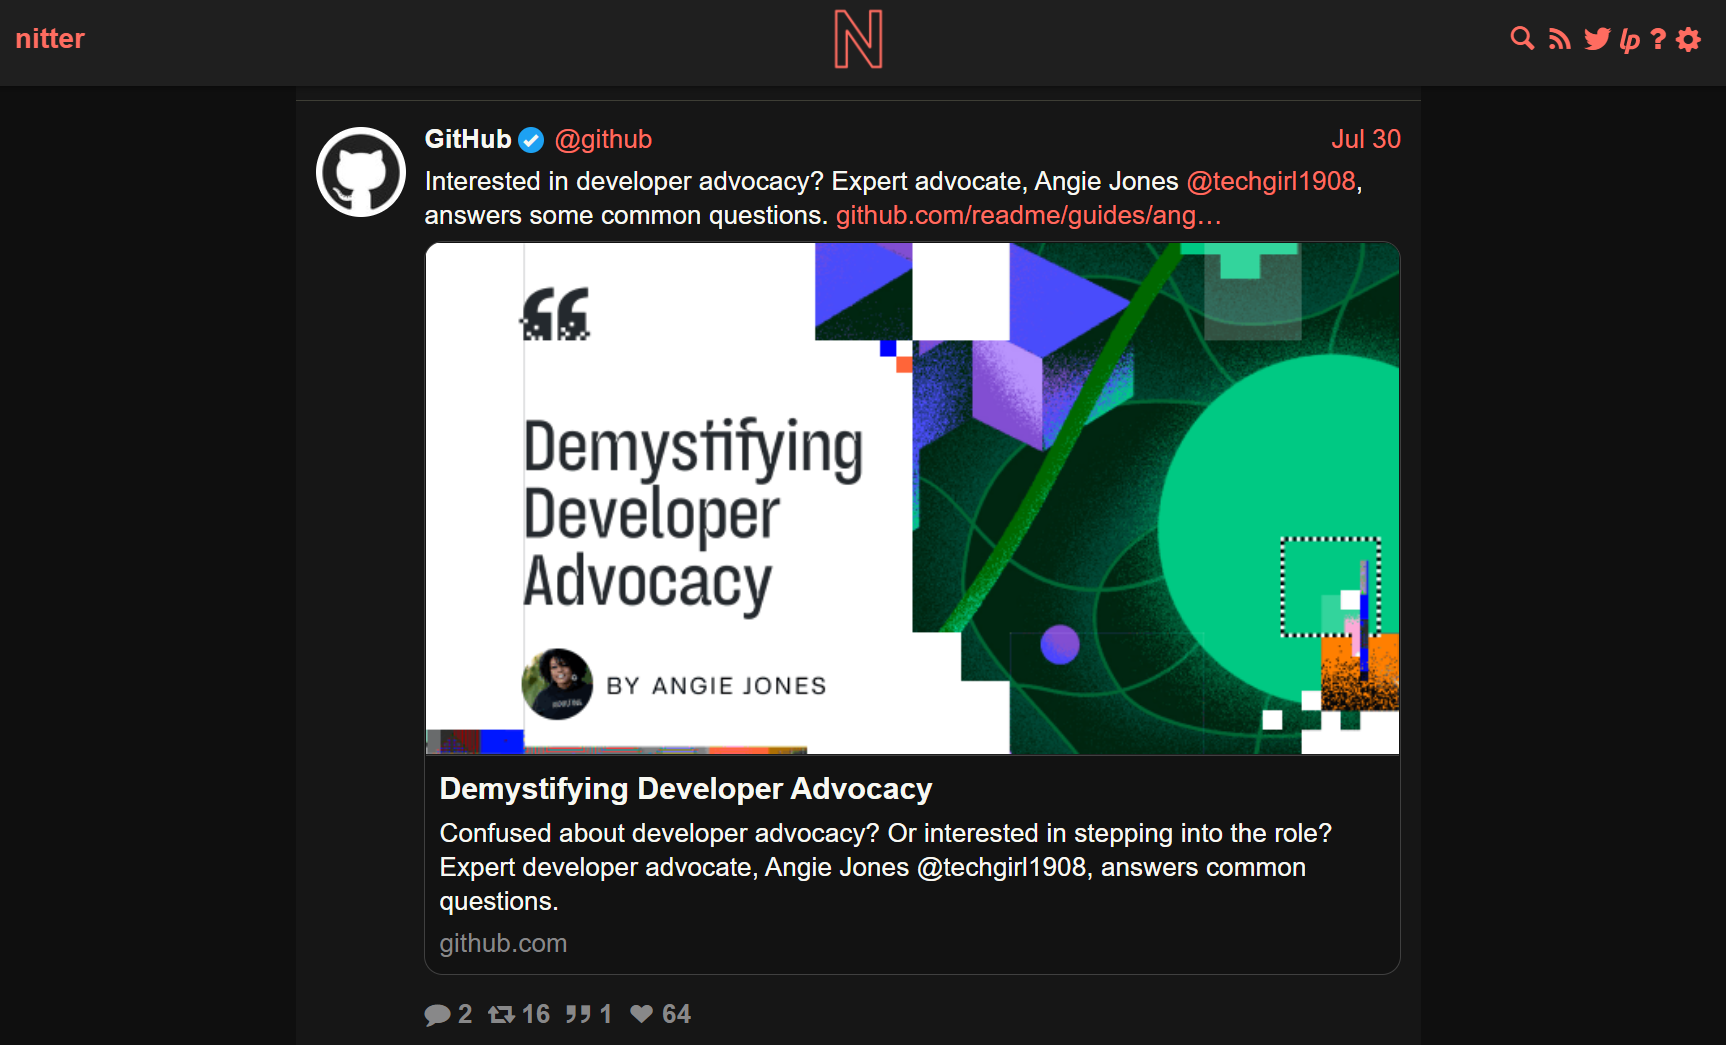 nitter
N
lp ?
GitHub @github Jul 30
Interested in developer advocacy? Expert advocate, Angie Jones @techgirl1908,
answers some common questions. github.com/readme/guides/ang…
“
Demystifying
Developer
Advocacy
BY ANGIE JONES
Demystifying Developer Advocacy
Confused about developer advocacy? Or interested in stepping into the role?
Expert developer advocate, Angie Jones @techgirl1908, answers common
questions.
github.com
2 16 1 64